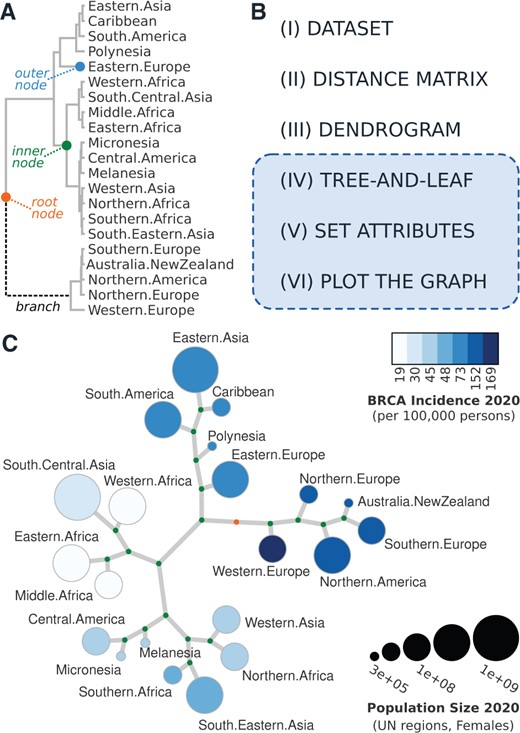 A
Eastern.Asia
Caribbean
South.America
Polynesia
Eastern.Europe
Western.Africa
South.Central.Asia
Middle.Africa
Eastern.Africa
Micronesia
Central.America
Melanesia
Western.Asia
Northern.Africa
Southern.Africa
South.Eastern.Asia
Southern.Europe
Australia.NewZealand
Northern.America
Northern.Europe
Western.Europe
outer
node
inner
node
root
node
branch
B
(I) DATASET
(II) DISTANCE MATRIX
(III) DENDROGRAM
(IV) TREE-AND-LEAF
(V) SET ATTRIBUTES
(VI) PLOT THE GRAPH
C
Eastern.Asia
South.America
Caribbean
Polynesia
Eastern.Europe
South.Central.Asia
Western.Africa
Eastern.Africa
Middle.Africa
Northern.Europe
Australia.NewZealand
Southern.Europe
Western.Europe
Northern.America
Central.America
Micronesia
Melanesia
Western.Asia
Northern.Africa
Southern.Africa
South.Eastern.Asia
19
30
45
48
73
152
169
BRCA Incidence 2020
(per 100,000 persons)
3e+05
1e+08
1e+09
Population Size 2020
(UN regions, Females)